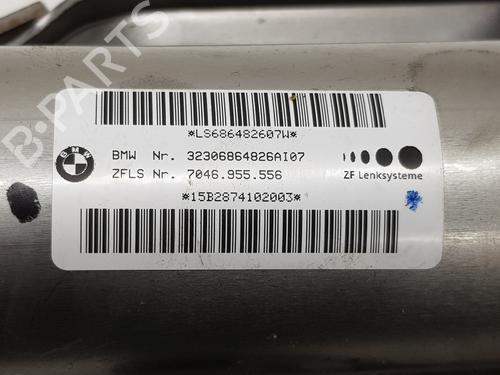 B-PARTS
*LS686482607W*
BMW
BMW Nr. 32306864826AI07
ZFLS Nr. 7046.955.556
ZF Lenksysteme
*15B2874102003*